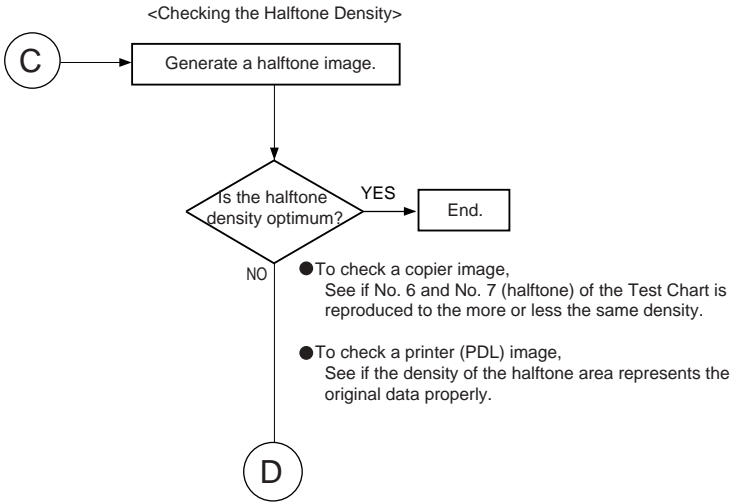 <Checking the Halftone Density>
C
Generate a halftone image.
Is the halftone
density optimum?
YES
End.
NO
●To check a copier image,
See if No. 6 and No. 7 (halftone) of the Test Chart is
reproduced to the more or less the same density.
●To check a printer (PDL) image,
See if the density of the halftone area represents the
original data properly.
D